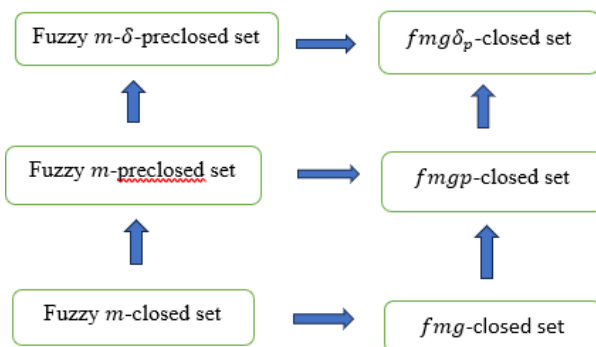 Fuzzy m-δ-preclosed set
fmgδₚ-closed set
Fuzzy m-preclosed set
fmgp-closed set
Fuzzy m-closed set
fmg-closed set